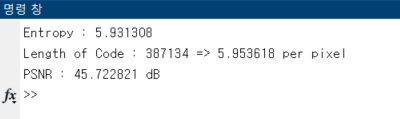 명령 창
Entropy : 5.931308
Length of Code : 387134 => 5.953618 per pixel
PSNR : 45.722821 dB
fx >>